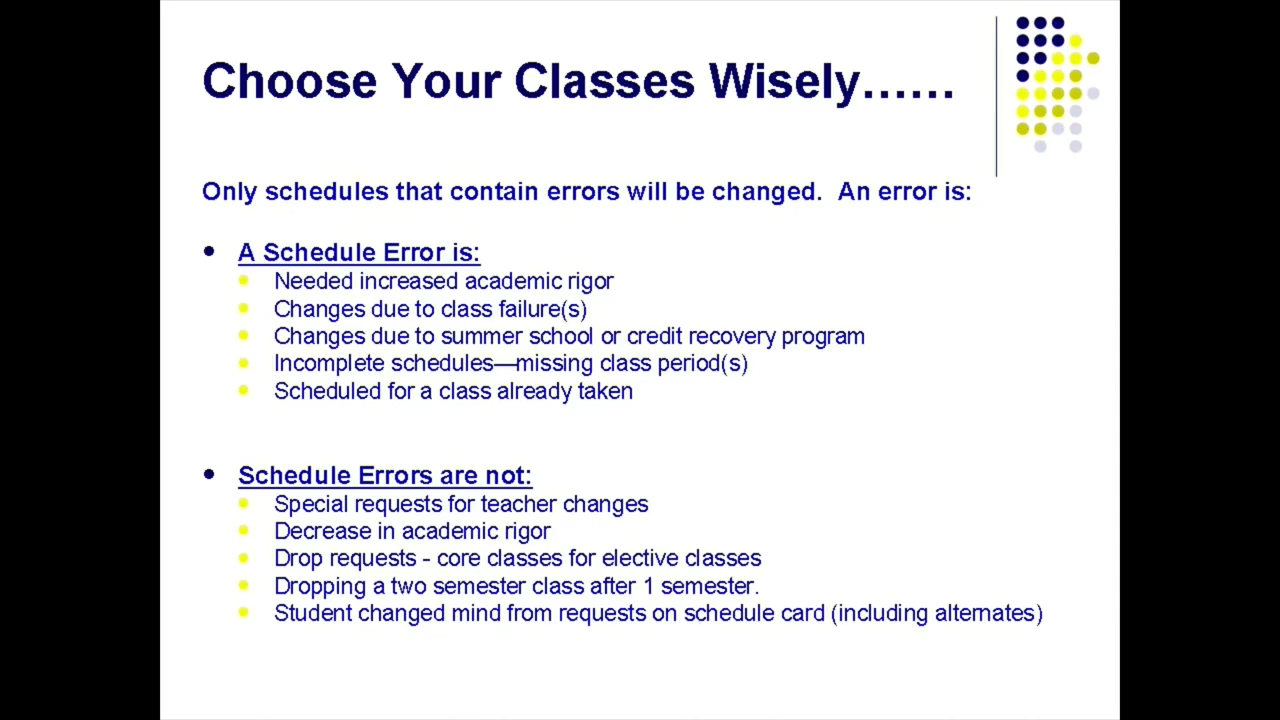 Choose Your Classes Wisely......
Only schedules that contain errors will be changed.  An error is:
A Schedule Error is:
Needed increased academic rigor
Changes due to class failure(s)
Changes due to summer school or credit recovery program
Incomplete schedules—missing class period(s)
Scheduled for a class already taken
Schedule Errors are not:
Special requests for teacher changes
Decrease in academic rigor
Drop requests - core classes for elective classes
Dropping a two semester class after 1 semester.
Student changed mind from requests on schedule card (including alternates)